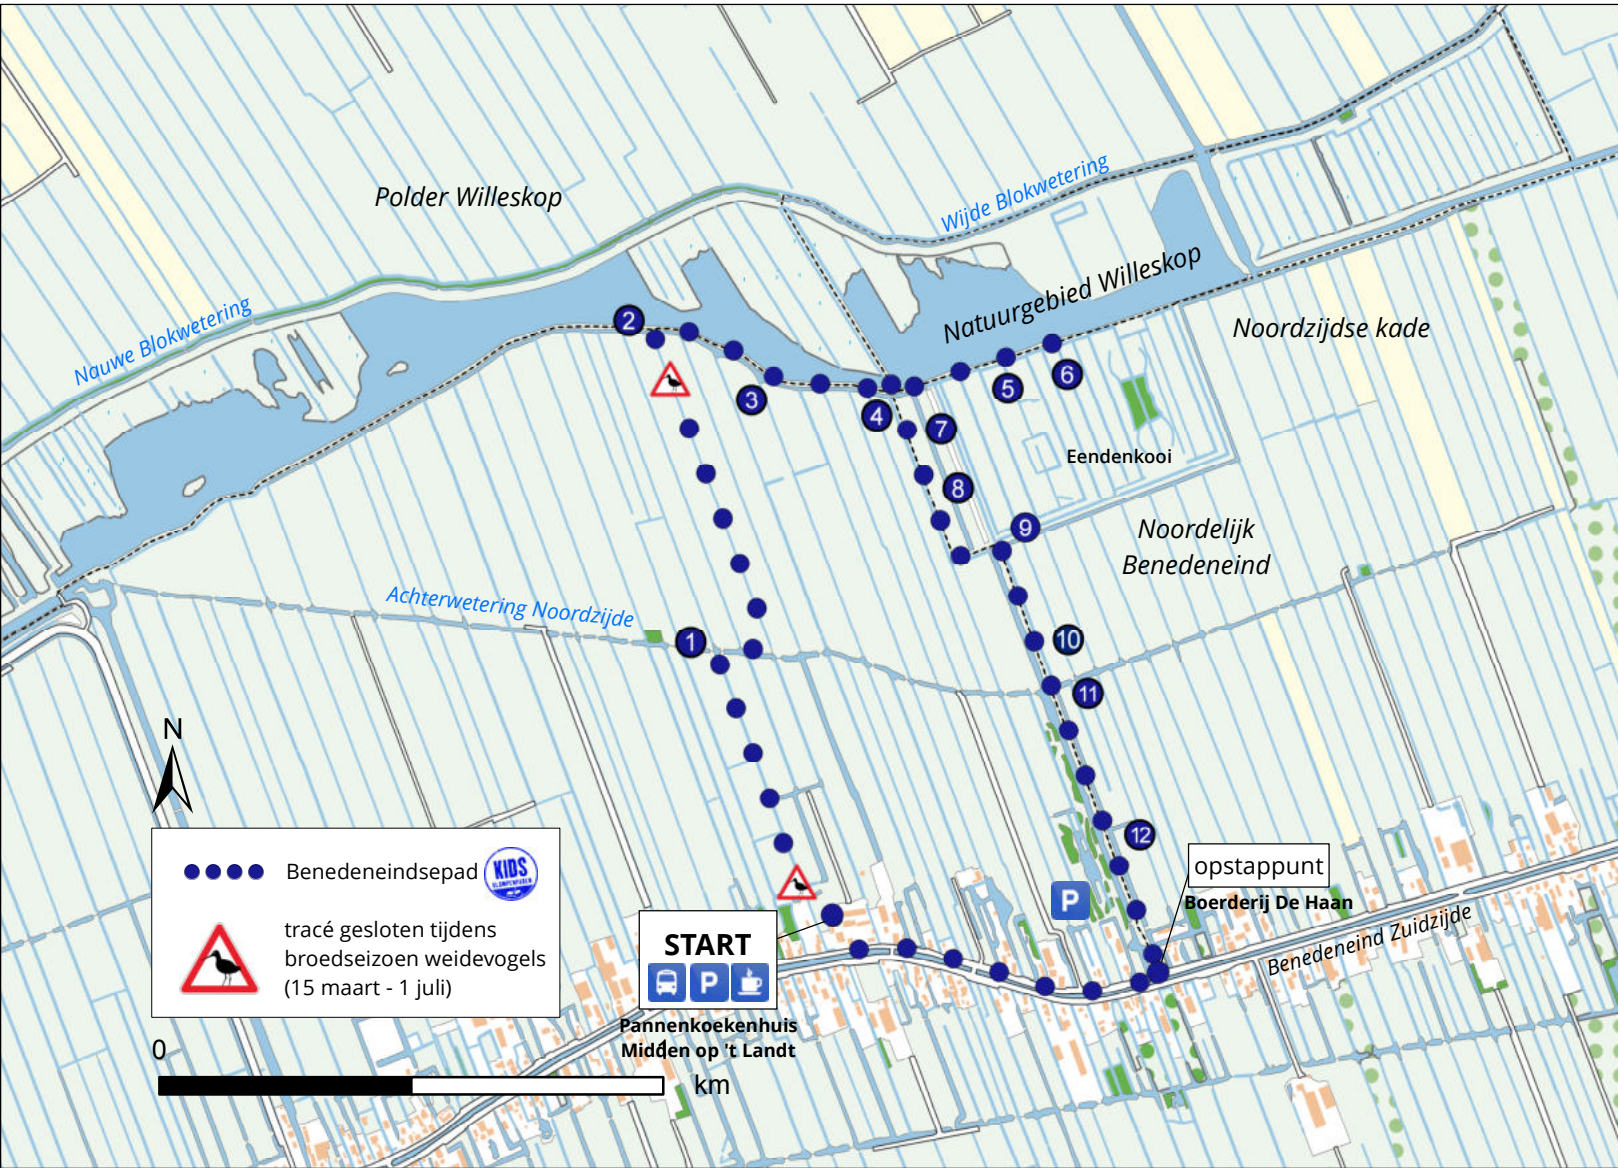 Polder Willeskop
Wijde Blokwetering
Nauwe Blokwetering
Natuurgebied Willeskop
Noordzijdse kade
2
3
4
5
6
7
8
Eendenkooi
9
Noordelijk
Benedeneind
Achterwetering Noordzijde
1
10
11
12
N
Benedeneindsepad
KIDS
KLOMPENPADEN
tracé gesloten tijdens
broedseizoen weidevogels
(15 maart - 1 juli)
START
P
Pannenkoekenhuis
Midden op 't Landt
P
opstappunt
Boerderij De Haan
Benedeneind Zuidzijde
0
1
km